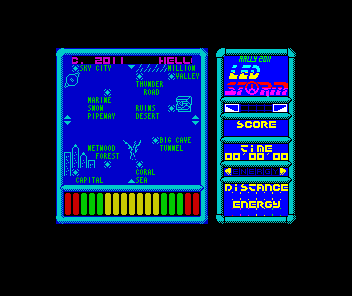 C. 2011 HELL
SKY CITY MILLION
VALLEY
THUNDER
ROAD
MARINE
SNOW RUINS
PIPEWAY DESERT
BIG CAVE
NETWOOD TUNNEL
FOREST
CORAL
CAPITAL SEA
RALLY 2011
LED
STORM
SCORE
TIME
00'00'00
DISTANCE
ENERGY